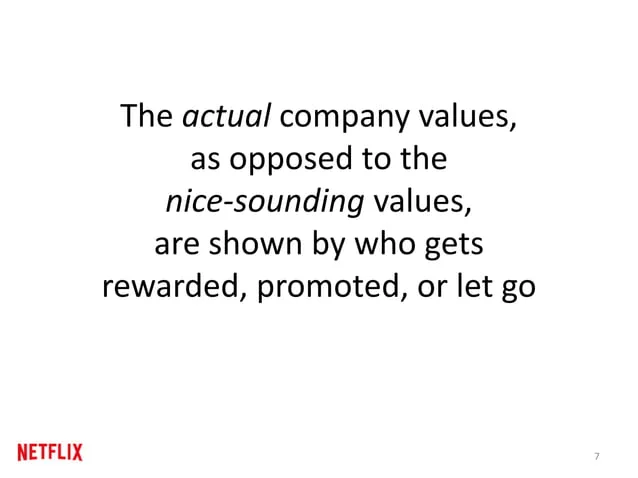 The actual company values,
as opposed to the
nice-sounding values,
are shown by who gets
rewarded, promoted, or let go
NETFLIX
7